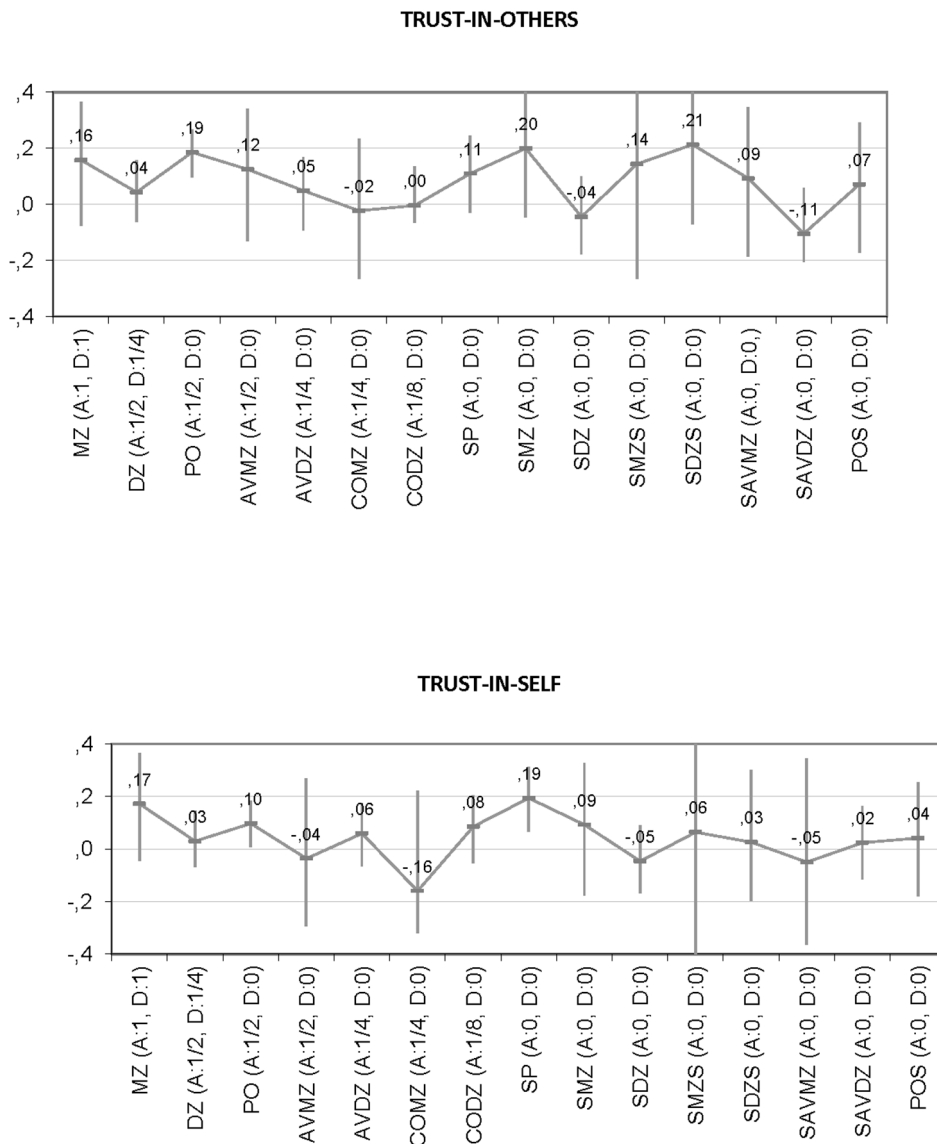 TRUST-IN-OTHERS
,4
,2
,0
-,2
-,4
,16
,04
,19
,12
,05
-,02
,00
,11
,20
-,04
,14
,21
,09
-,11
,07
MZ (A:1, D:1)
DZ (A:1/2, D:1/4)
PO (A:1/2, D:0)
AVMZ (A:1/2, D:0)
AVDZ (A:1/4, D:0)
COMZ (A:1/4, D:0)
CODZ (A:1/8, D:0)
SP (A:0, D:0)
SMZ (A:0, D:0)
SDZ (A:0, D:0)
SMZS (A:0, D:0)
SDZS (A:0, D:0)
SAVMZ (A:0, D:0,)
SAVDZ (A:0, D:0)
POS (A:0, D:0)
TRUST-IN-SELF
,4
,2
,0
-,2
-,4
,17
,03
,10
-,04
,06
-,16
,08
,19
,09
-,05
,06
,03
-,05
,02
,04
MZ (A:1, D:1)
DZ (A:1/2, D:1/4)
PO (A:1/2, D:0)
AVMZ (A:1/2, D:0)
AVDZ (A:1/4, D:0)
COMZ (A:1/4, D:0)
CODZ (A:1/8, D:0)
SP (A:0, D:0)
SMZ (A:0, D:0)
SDZ (A:0, D:0)
SMZS (A:0, D:0)
SDZS (A:0, D:0)
SAVMZ (A:0, D:0)
SAVDZ (A:0, D:0)
POS (A:0, D:0)